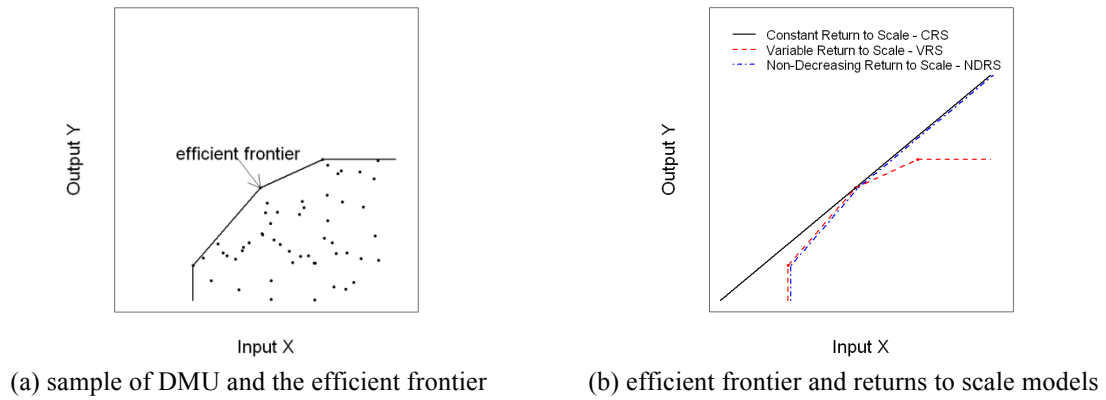 efficient frontier
Output Y
Input X
(a) sample of DMU and the efficient frontier
Constant Return to Scale - CRS
Variable Return to Scale - VRS
Non-Decreasing Return to Scale - NDRS
Output Y
Input X
(b) efficient frontier and returns to scale models